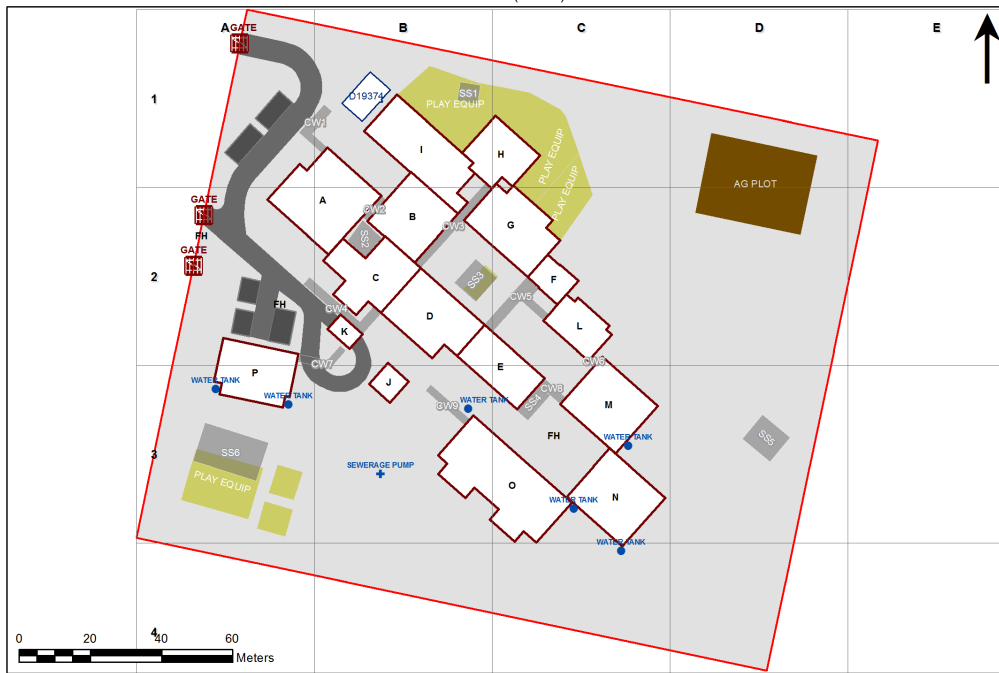 A
B
C
D
E
GATE
1
D19374
SS1
PLAY EQUIP
CW1
I
H
PLAY EQUIP
PLAY EQUIP
AG PLOT
A
GATE
CW2
B
G
CW3
FH
SS2
GATE
2
C
SS3
F
CW5
FH
CW4
D
L
K
CW7
E
P
WATER TANK
WATER TANK
J
CW8
SS4
CW9
WATER TANK
M
FH
WATER TANK
SS5
3
SS6
PLAY EQUIP
SEWERAGE PUMP
O
WATER TANK
N
WATER TANK
4
0 20 40 60
Meters